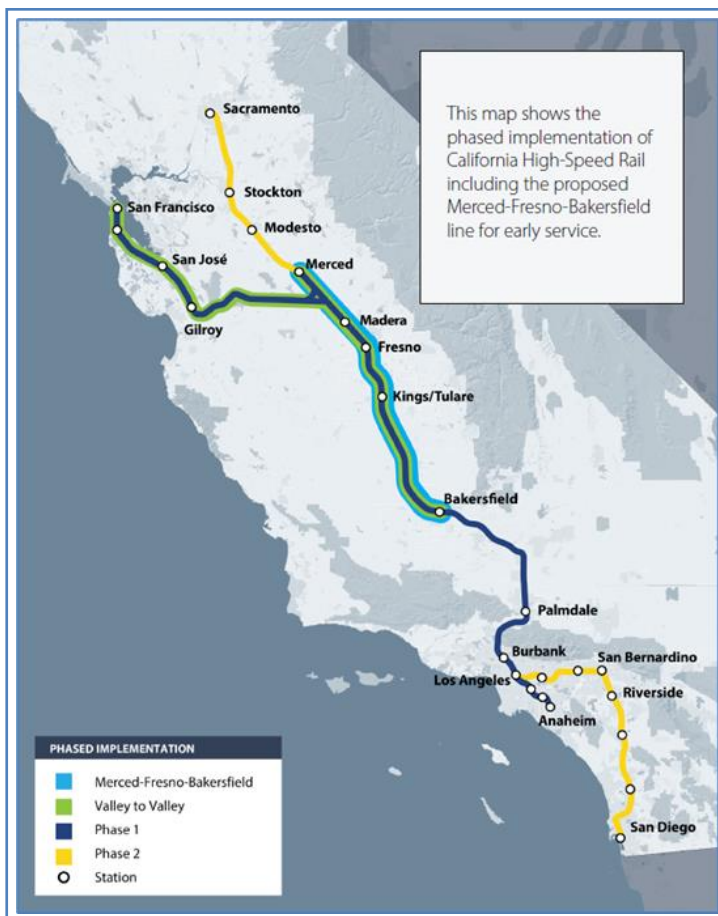 This map shows the
phased implementation of
California High-Speed Rail
including the proposed
Merced-Fresno-Bakersfield
line for early service.
Sacramento
Stockton
San Francisco
Modesto
San José
Merced
Gilroy
Madera
Fresno
Kings/Tulare
Bakersfield
Palmdale
Burbank
San Bernardino
Los Angeles
Riverside
Anaheim
San Diego
PHASED IMPLEMENTATION
Merced-Fresno-Bakersfield
Valley to Valley
Phase 1
Phase 2
Station